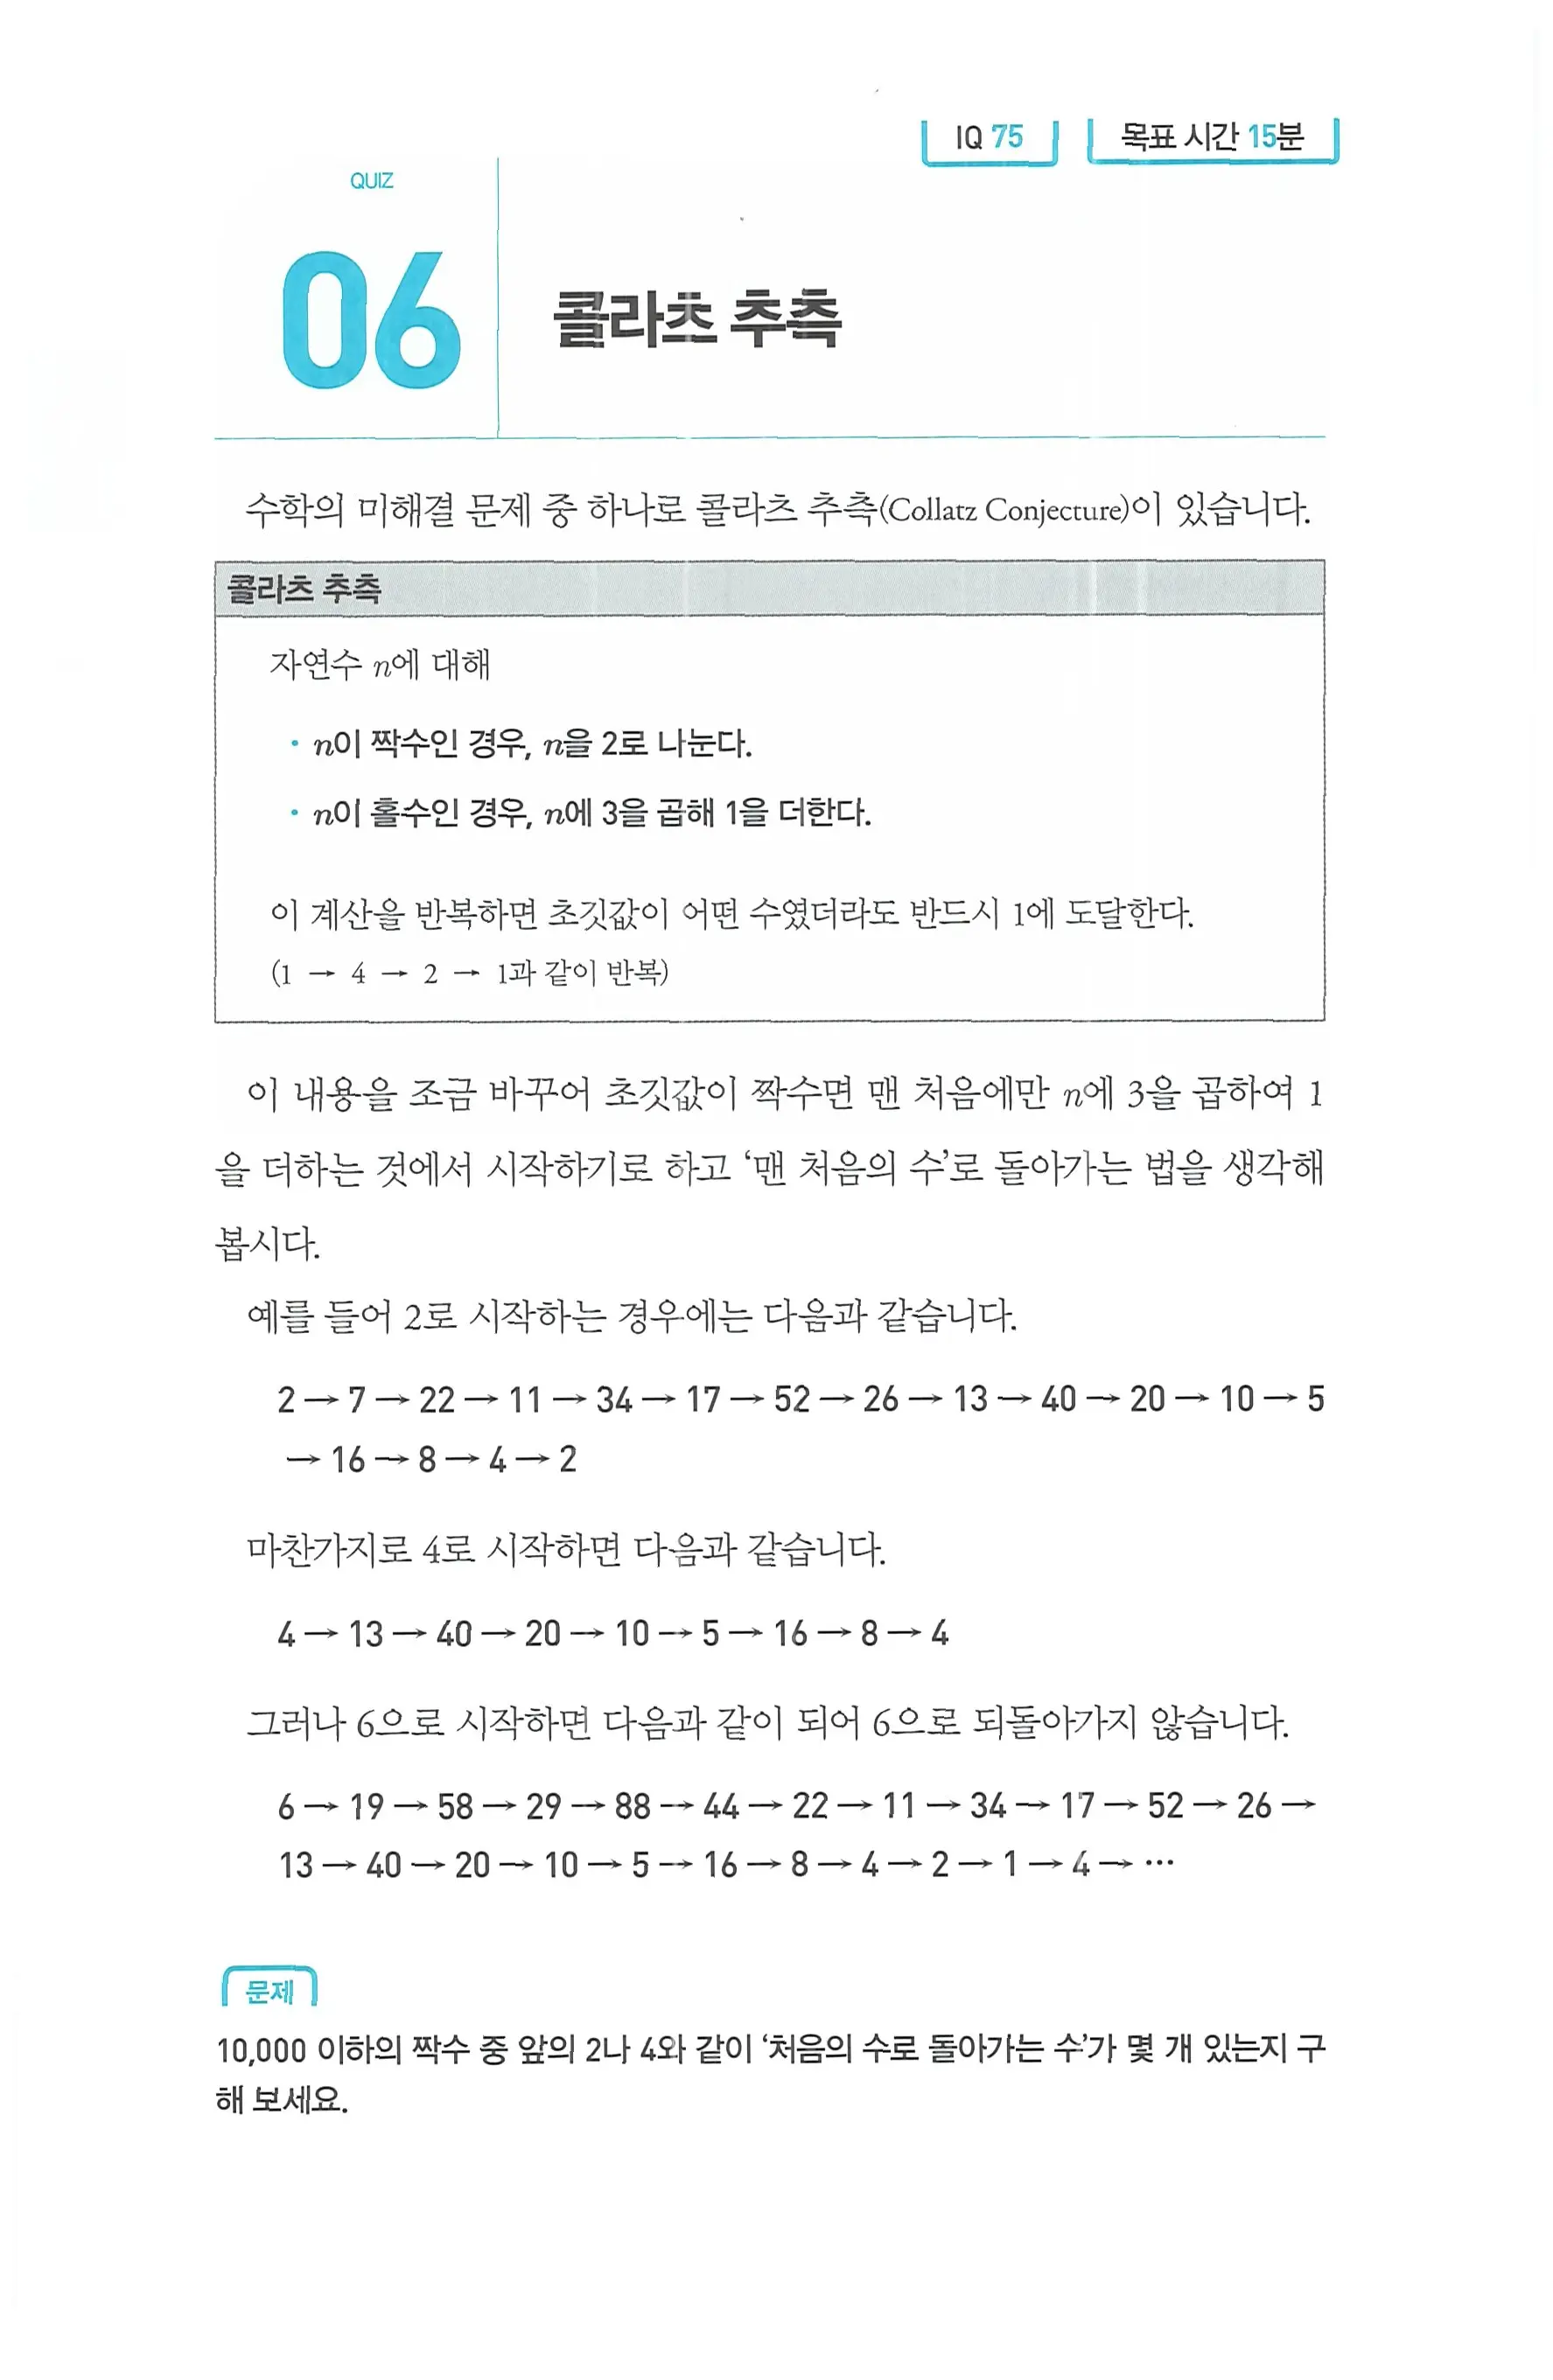 IQ 75
목표 시간 15분
QUIZ
06
콜라츠 추측
수학의 미해결 문제 중 하나로 콜라츠 추측(Collatz Conjecture)이 있습니다.
콜라츠 추측
자연수 n에 대해
• n이 짝수인 경우, n을 2로 나눈다.
• n이 홀수인 경우, n에 3을 곱해 1을 더한다.
이 계산을 반복하면 초깃값이 어떤 수였더라도 반드시 1에 도달한다.
(1 → 4 → 2 → 1과 같이 반복)
이 내용을 조금 바꾸어 초깃값이 짝수면 맨 처음에만 n에 3을 곱하여 1
을 더하는 것에서 시작하기로 하고 ‘맨 처음의 수’로 돌아가는 법을 생각해
봅시다.
예를 들어 2로 시작하는 경우에는 다음과 같습니다.
2 → 7 → 22 → 11 → 34 → 17 → 52 → 26 → 13 → 40 → 20 → 10 → 5
→ 16 → 8 → 4 → 2
마찬가지로 4로 시작하면 다음과 같습니다.
4 → 13 → 40 → 20 → 10 → 5 → 16 → 8 → 4
그러나 6으로 시작하면 다음과 같이 되어 6으로 되돌아가지 않습니다.
6 → 19 → 58 → 29 → 88 → 44 → 22 → 11 → 34 → 17 → 52 → 26 →
13 → 40 → 20 → 10 → 5 → 16 → 8 → 4 → 2 → 1 → 4 → ···
문제
10,000 이하의 짝수 중 앞의 2나 4와 같이 ‘처음의 수로 돌아가는 수’가 몇 개 있는지 구
해 보세요.